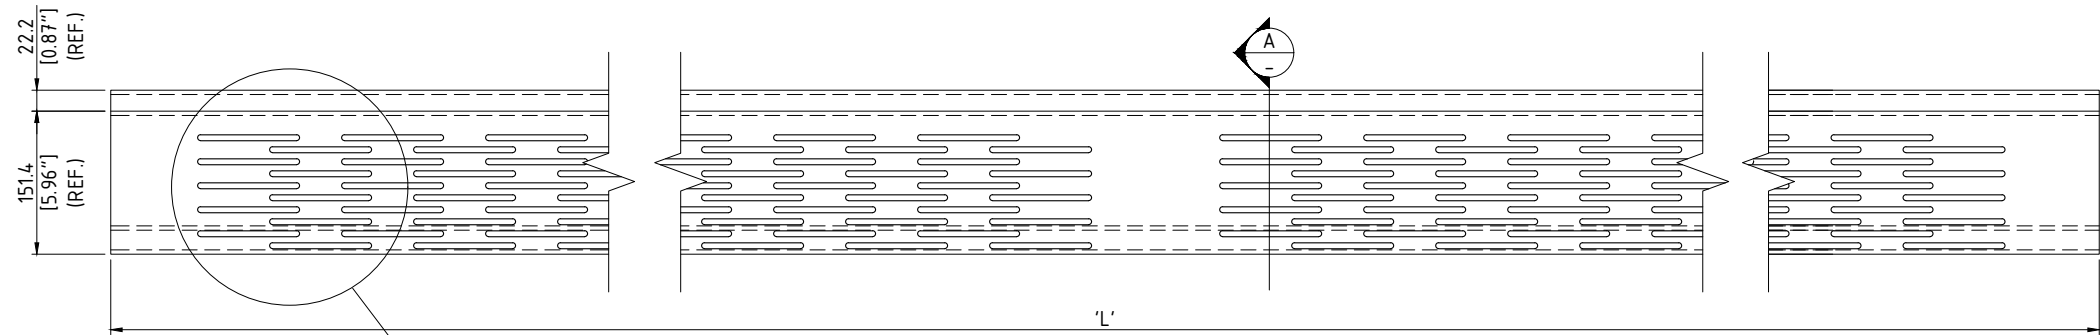 22.2
[0.87"]
(REF.)
151.4
[5.96"]
(REF.)
A
-
'L'